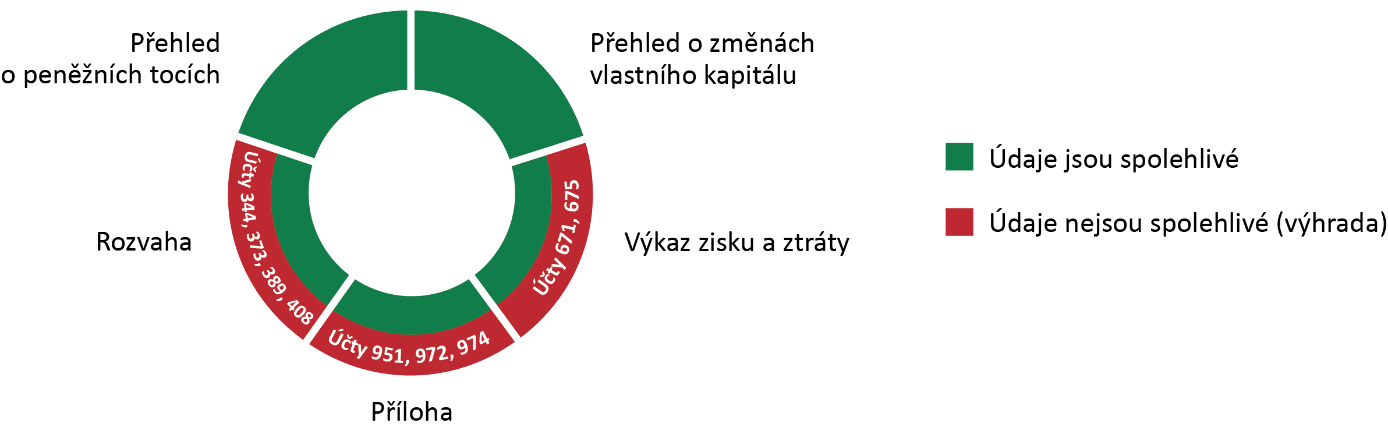 Přehled
o peněžních tocích
Přehled o změnách
vlastního kapitálu
Účty 344, 373, 389, 408
Účty 671, 675
Rozvaha
Výkaz zisku a ztráty
Účty 951, 972, 974
Příloha
Údaje jsou spolehlivé
Údaje nejsou spolehlivé (výhrada)